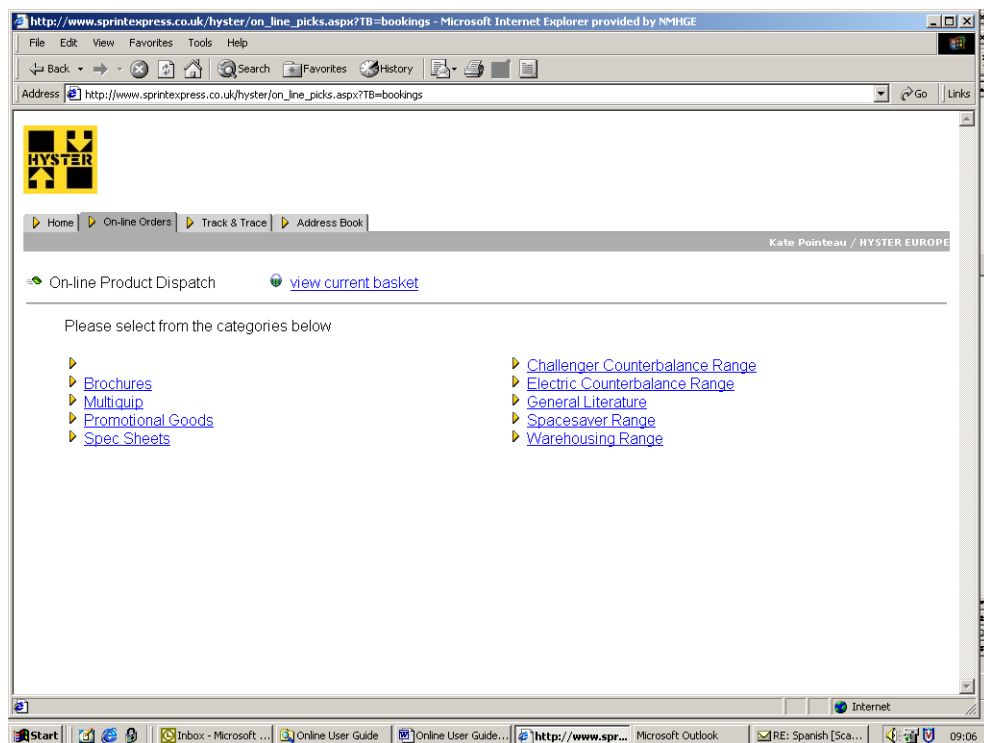 http://www.sprintexpress.co.uk/hyster/on_line_picks.aspx?TB=bookings - Microsoft Internet Explorer provided by NMHGE
File Edit View Favorites Tools Help
Back Search Favorites History
Address http://www.sprintexpress.co.uk/hyster/on_line_picks.aspx?TB=bookings Go Links
HYSTER
Home On-line Orders Track & Trace Address Book
Kate Pointeau / HYSTER EUROPE
On-line Product Dispatch view current basket
Please select from the categories below
Challenger Counterbalance Range
Brochures Electric Counterbalance Range
Multiquip General Literature
Promotional Goods Spacesaver Range
Spec Sheets Warehousing Range
Internet
Start Inbox - Microsoft ... Online User Guide Online User Guide... http://www.spr... Microsoft Outlook RE: Spanish [Sca... 09:06